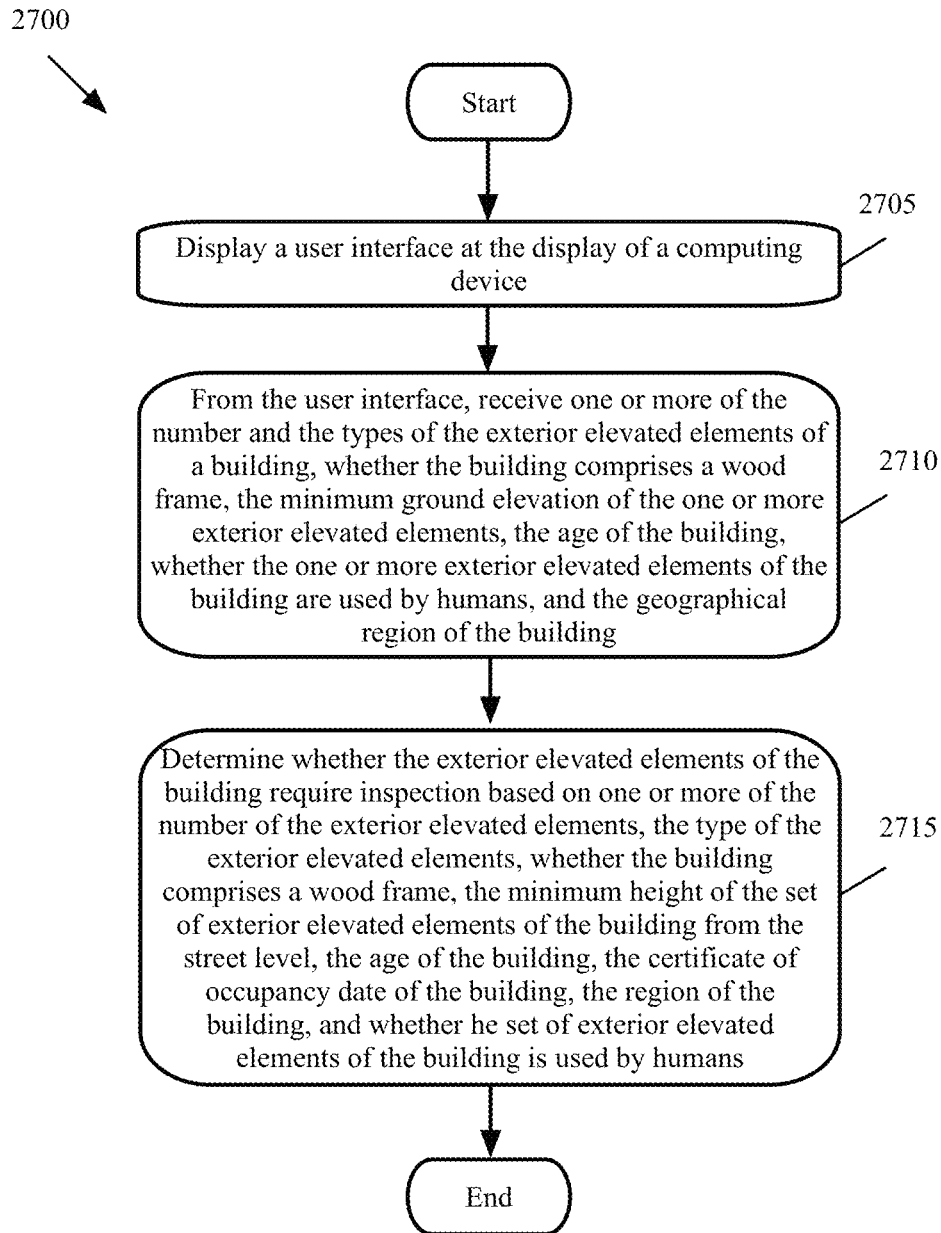 2700
Start
2705
Display a user interface at the display of a computing
device
From the user interface, receive one or more of the
number and the types of the exterior elevated elements of
a building, whether the building comprises a wood
frame, the minimum ground elevation of the one or more
exterior elevated elements, the age of the building,
whether the one or more exterior elevated elements of the
building are used by humans, and the geographical
region of the building
2710
Determine whether the exterior elevated elements of the
building require inspection based on one or more of the
number of the exterior elevated elements, the type of the
exterior elevated elements, whether the building
comprises a wood frame, the minimum height of the set
of exterior elevated elements of the building from the
street level, the age of the building, the certificate of
occupancy date of the building, the region of the
building, and whether he set of exterior elevated
elements of the building is used by humans
2715
End